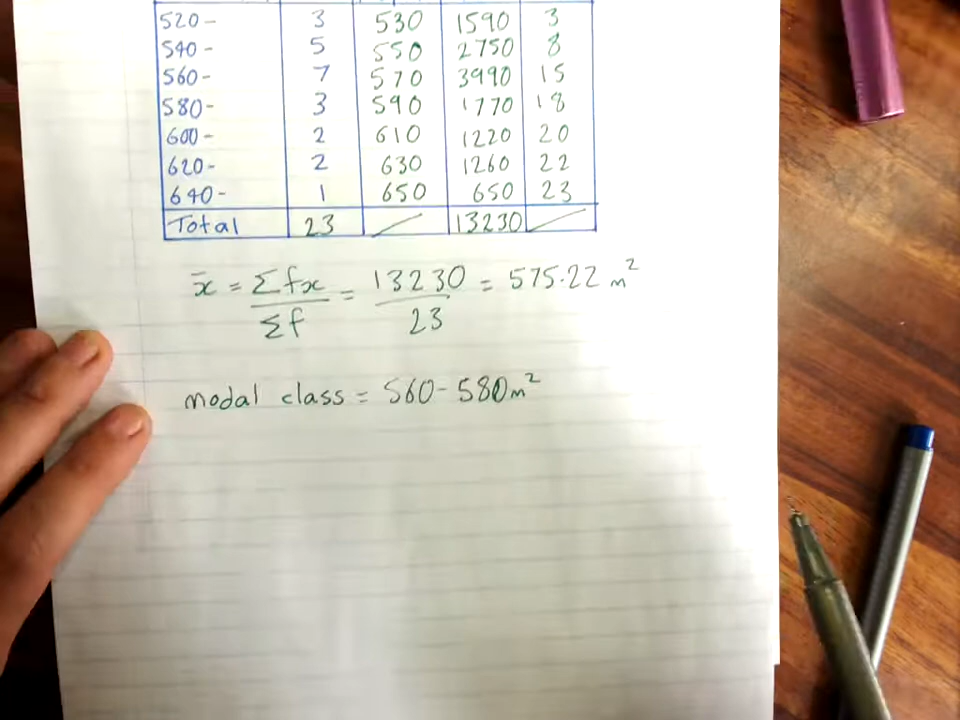 520- 3 530 1590 3
540- 5 550 2750 8
560- 7 570 3990 15
580- 3 590 1770 18
600- 2 610 1220 20
620- 2 630 1260 22
640- 1 650 650 23
Total 23 / 13230 /
x̄ = Σfx / Σf = 13230 / 23 = 575.22 m²
modal class = 560-580m²